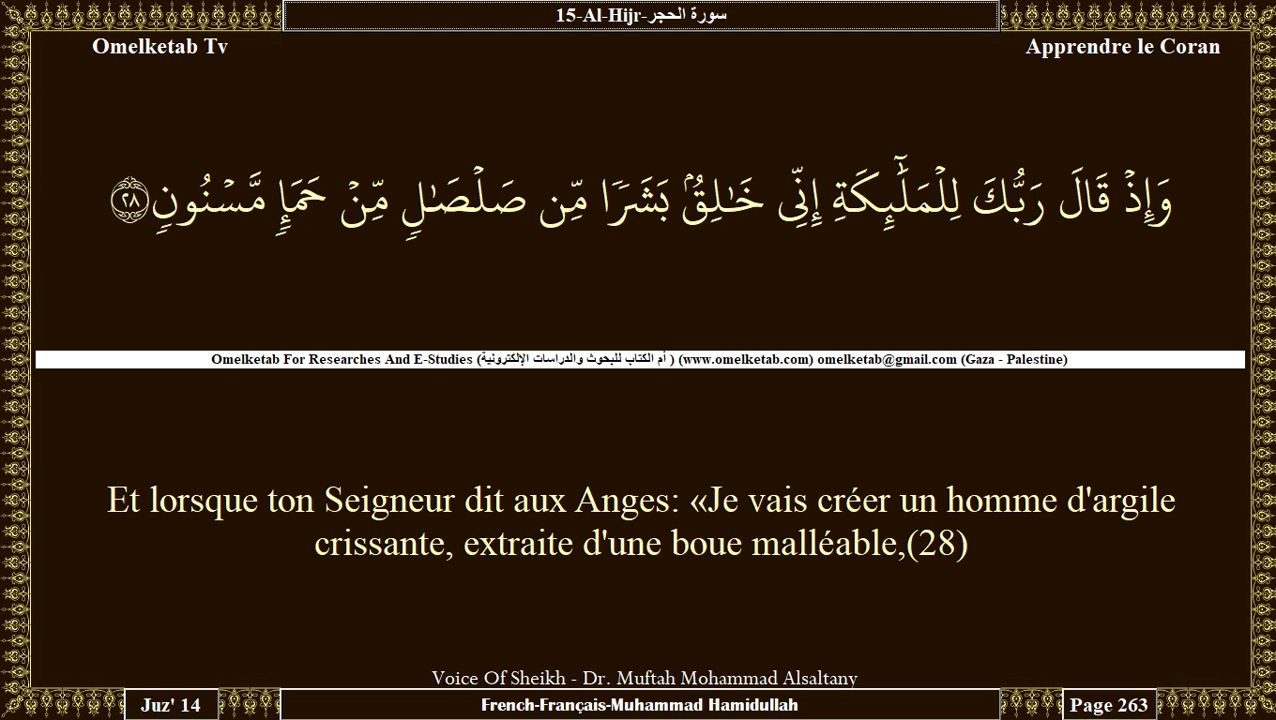 15-Al-Hijr-سورة الحجر
Omelketab Tv
Apprendre le Coran
وَإِذۡ قَالَ رَبُّكَ لِلۡمَلَٰٓئِكَةِ إِنِّي خَٰلِقُۢ بَشَرٗا مِّن صَلۡصَٰلٖ مِّنۡ حَمَإٖ مَّسۡنُونٖ ٢٨
Omelketab For Researches And E-Studies (أم الكتاب للبحوث والدراسات الإلكترونية ) (www.omelketab.com) omelketab@gmail.com (Gaza - Palestine)
Et lorsque ton Seigneur dit aux Anges: «Je vais créer un homme d'argile
crissante, extraite d'une boue malléable,(28)
Voice Of Sheikh - Dr. Muftah Mohammad Alsaltany
Juz' 14
French-Français-Muhammad Hamidullah
Page 263